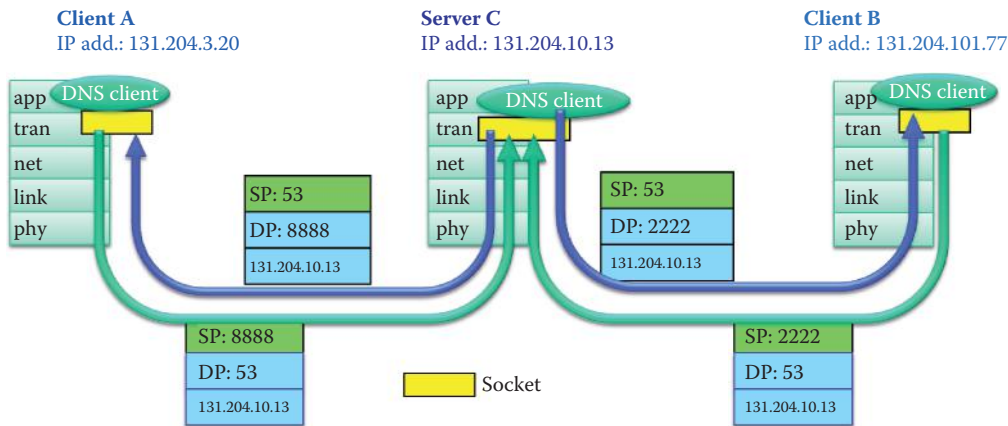 Client A
IP add.: 131.204.3.20
Server C
IP add.: 131.204.10.13
Client B
IP add.: 131.204.101.77
app
DNS client
tran
net
link
phy
app
DNS client
tran
net
link
phy
app
DNS client
tran
net
link
phy
SP: 53
DP: 8888
131.204.10.13
SP: 53
DP: 2222
131.204.10.13
SP: 8888
DP: 53
131.204.10.13
Socket
SP: 2222
DP: 53
131.204.10.13